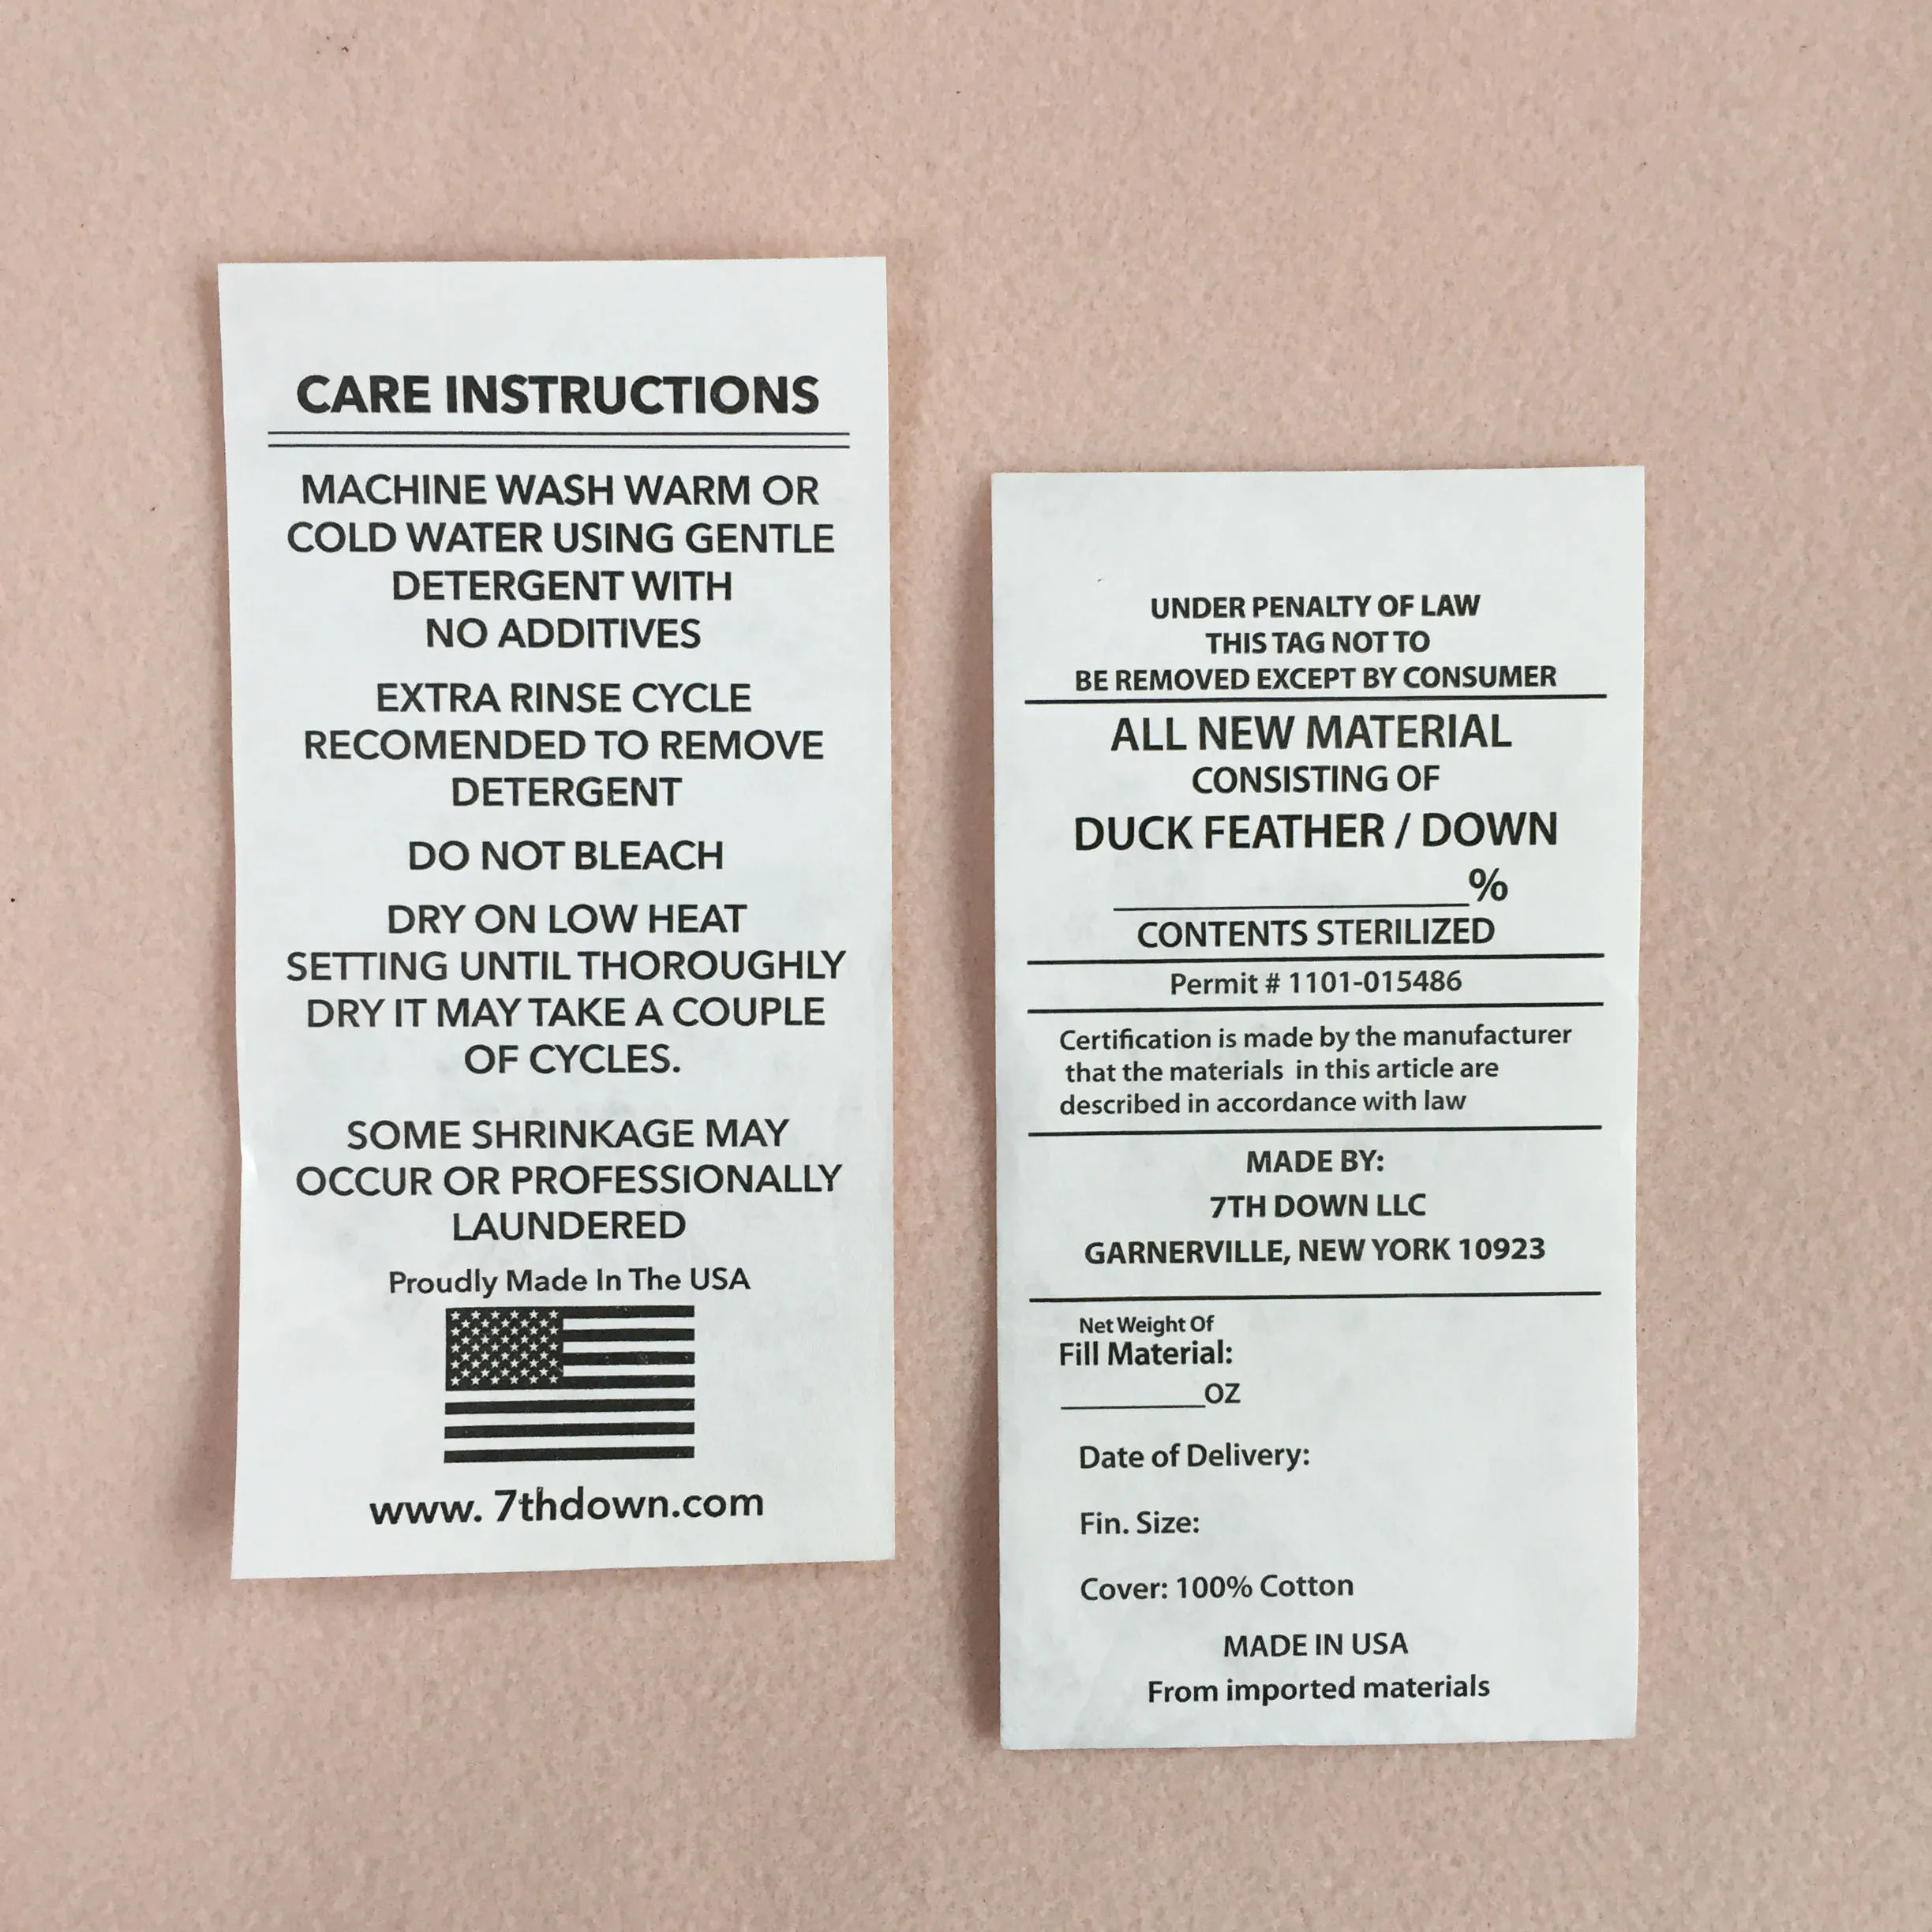 CARE INSTRUCTIONS
MACHINE WASH WARM OR
COLD WATER USING GENTLE
DETERGENT WITH
NO ADDITIVES
EXTRA RINSE CYCLE
RECOMENDED TO REMOVE
DETERGENT
DO NOT BLEACH
DRY ON LOW HEAT
SETTING UNTIL THOROUGHLY
DRY IT MAY TAKE A COUPLE
OF CYCLES.
SOME SHRINKAGE MAY
OCCUR OR PROFESSIONALLY
LAUNDERED
Proudly Made In The USA
www. 7thdown.com
UNDER PENALTY OF LAW
THIS TAG NOT TO
BE REMOVED EXCEPT BY CONSUMER
ALL NEW MATERIAL
CONSISTING OF
DUCK FEATHER / DOWN
%
CONTENTS STERILIZED
Permit # 1101-015486
Certification is made by the manufacturer
that the materials in this article are
described in accordance with law
MADE BY:
7TH DOWN LLC
GARNERVILLE, NEW YORK 10923
Net Weight Of
Fill Material:
OZ
Date of Delivery:
Fin. Size:
Cover: 100% Cotton
MADE IN USA
From imported materials